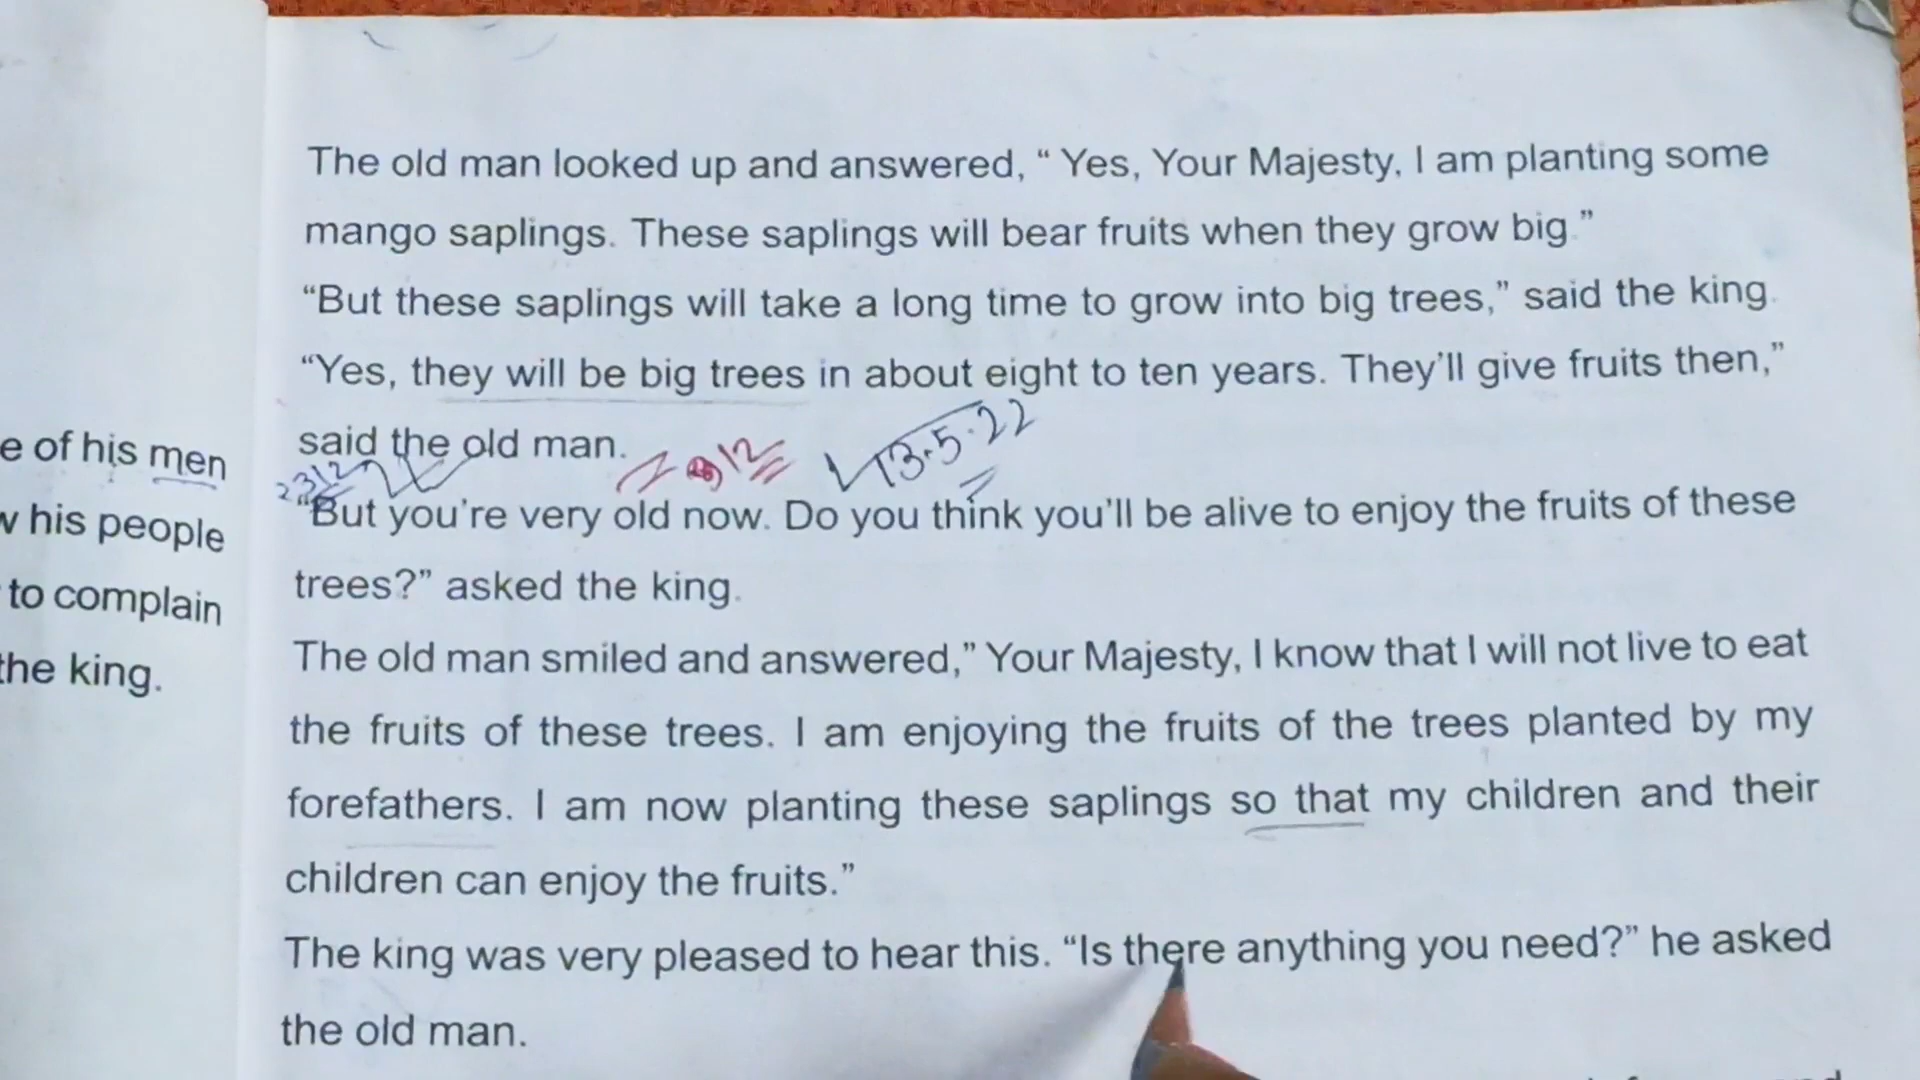 e of his men
his people
to complain
the king.
The old man looked up and answered, “ Yes, Your Majesty, I am planting some
mango saplings. These saplings will bear fruits when they grow big.”
“But these saplings will take a long time to grow into big trees,” said the king.
“Yes, they will be big trees in about eight to ten years. They’ll give fruits then,”
said the old man.
13.5.22
“But you’re very old now. Do you think you’ll be alive to enjoy the fruits of these
trees?” asked the king.
The old man smiled and answered,” Your Majesty, I know that I will not live to eat
the fruits of these trees. I am enjoying the fruits of the trees planted by my
forefathers. I am now planting these saplings so that my children and their
children can enjoy the fruits.”
The king was very pleased to hear this. “Is there anything you need?” he asked
the old man.